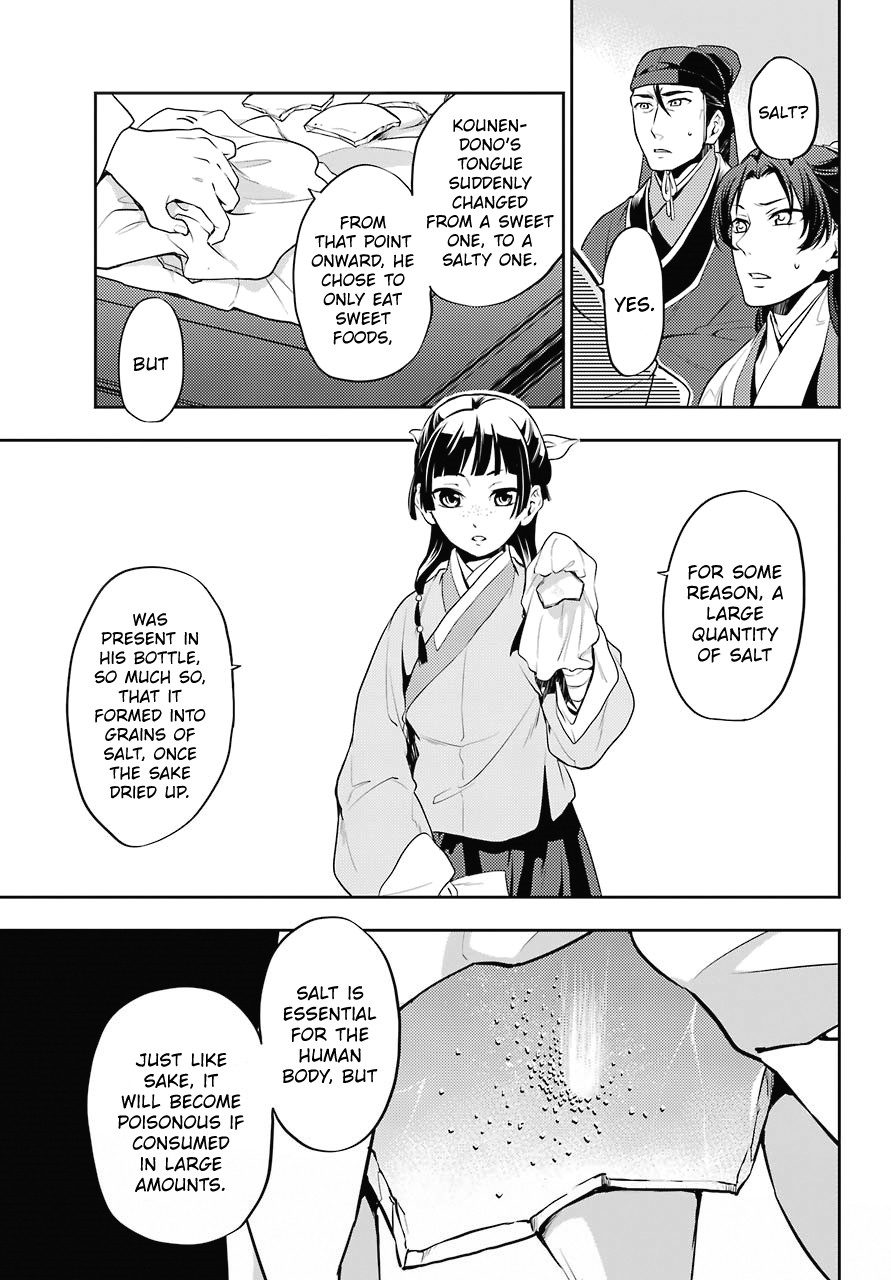 SALT?
YES.
KOUNEN-
DONO'S
TONGUE
SUDDENLY
CHANGED
FROM A SWEET
ONE, TO A
SALTY ONE.
FROM
THAT POINT
ONWARD, HE
CHOSE TO
ONLY EAT
SWEET
FOODS,
BUT
FOR SOME
REASON, A
LARGE
QUANTITY
OF SALT
WAS
PRESENT IN
HIS BOTTLE,
SO MUCH SO,
THAT IT
FORMED INTO
GRAINS OF
SALT, ONCE
THE SAKE
DRIED UP.
SALT IS
ESSENTIAL
FOR THE
HUMAN
BODY, BUT
JUST LIKE
SAKE, IT
WILL BECOME
POISONOUS IF
CONSUMED
IN LARGE
AMOUNTS.